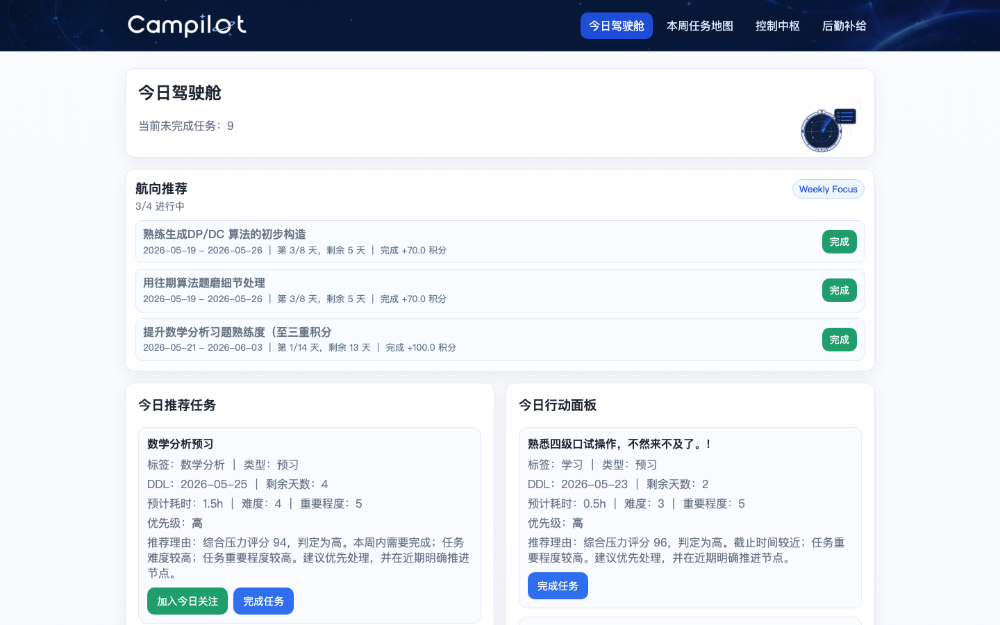 Campilot
今日驾驶舱
本周任务地图
控制中枢
后勤补给
今日驾驶舱
当前未完成任务：9
航向推荐
Weekly Focus
3/4 进行中
熟练生成DP/DC 算法的初步构造
2026-05-19 - 2026-05-26 | 第 3/8 天，剩余 5 天 | 完成 +70.0 积分
完成
用往期算法题磨细节处理
2026-05-19 - 2026-05-26 | 第 3/8 天，剩余 5 天 | 完成 +70.0 积分
完成
提升数学分析习题熟练度（至三重积分
2026-05-21 - 2026-06-03 | 第 1/14 天，剩余 13 天 | 完成 +100.0 积分
完成
今日推荐任务
数学分析预习
标签：数学分析 | 类型：预习
DDL：2026-05-25 | 剩余天数：4
预计耗时：1.5h | 难度：4 | 重要程度：5
优先级：高
推荐理由：综合压力评分 94，判定为高。本周内需要完成；任务
难度较高；任务重要程度较高。建议优先处理，并在近期明确推进
节点。
加入今日关注
完成任务
今日行动面板
熟悉四级口试操作，不然来不及了。！
标签：学习 | 类型：预习
DDL：2026-05-23 | 剩余天数：2
预计耗时：0.5h | 难度：3 | 重要程度：5
优先级：高
推荐理由：综合压力评分 96，判定为高。截止时间较近；任务重
要程度较高。建议优先处理，并在近期明确推进节点。
完成任务